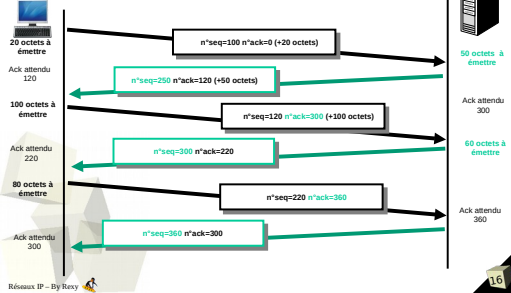 20 octets à
émettre
n°seq=100 n°ack=0 (+20 octets)
50 octets à
émettre
Ack attendu
120
n°seq=250 n°ack=120 (+50 octets)
100 octets à
émettre
Ack attendu
300
n°seq=120 n°ack=300 (+100 octets)
Ack attendu
220
n°seq=300 n°ack=220
60 octets à
émettre
80 octets à
émettre
n°seq=220 n°ack=360
Ack attendu
360
Ack attendu
300
n°seq=360 n°ack=300
Réseaux IP – By Rexy
16